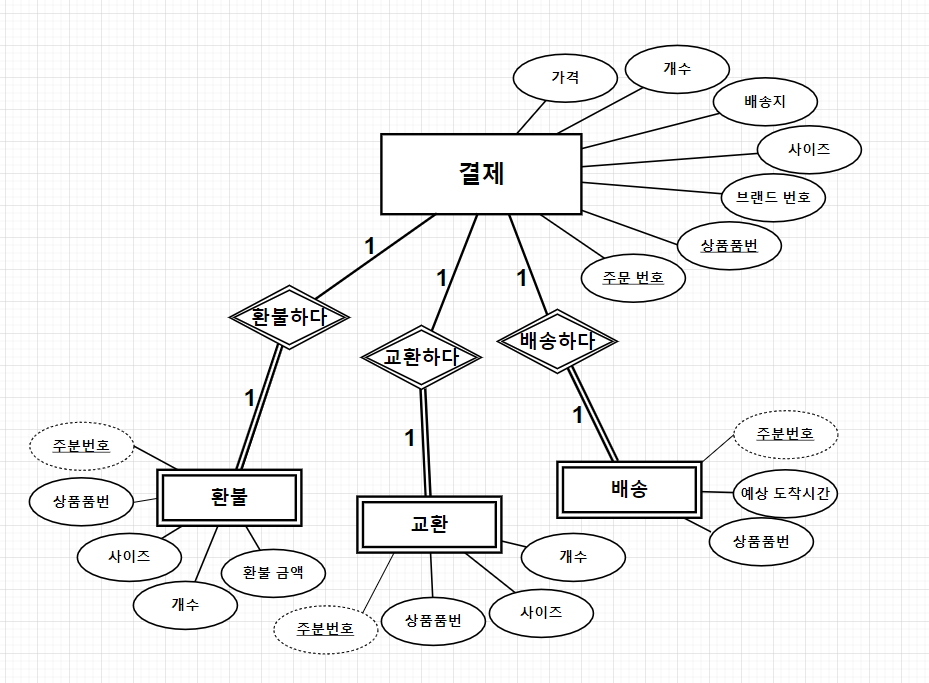 가격
개수
배송지
결제
사이즈
브랜드 번호
상품품번
주문 번호
1
1
1
환불하다
교환하다
배송하다
1
1
1
주분번호
상품품번
환불
사이즈
개수
환불 금액
교환
개수
사이즈
상품품번
주분번호
배송
주분번호
예상 도착시간
상품품번